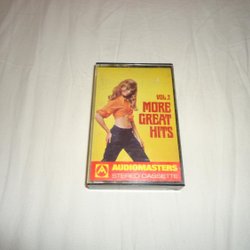 VOL. 2
MORE
GREAT
HITS
AUDIOMASTERS
STEREO CASSETTE